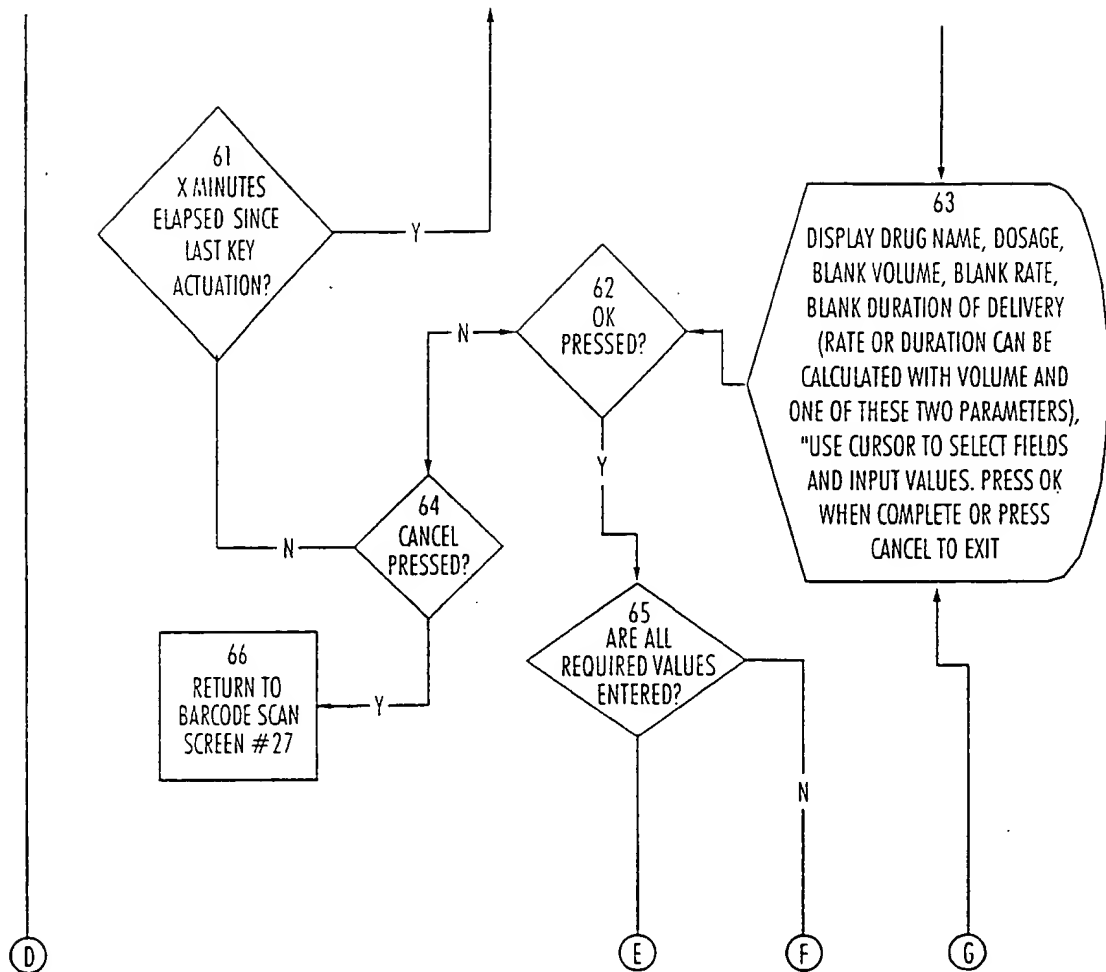 61
X MINUTES
ELAPSED SINCE
LAST KEY
ACTUATION?
Y
62
OK
PRESSED?
N
Y
63
DISPLAY DRUG NAME, DOSAGE,
BLANK VOLUME, BLANK RATE,
BLANK DURATION OF DELIVERY
(RATE OR DURATION CAN BE
CALCULATED WITH VOLUME AND
ONE OF THESE TWO PARAMETERS),
"USE CURSOR TO SELECT FIELDS
AND INPUT VALUES. PRESS OK
WHEN COMPLETE OR PRESS
CANCEL TO EXIT
64
CANCEL
PRESSED?
N
Y
65
ARE ALL
REQUIRED VALUES
ENTERED?
N
66
RETURN TO
BARCODE SCAN
SCREEN #27
D
E
F
G